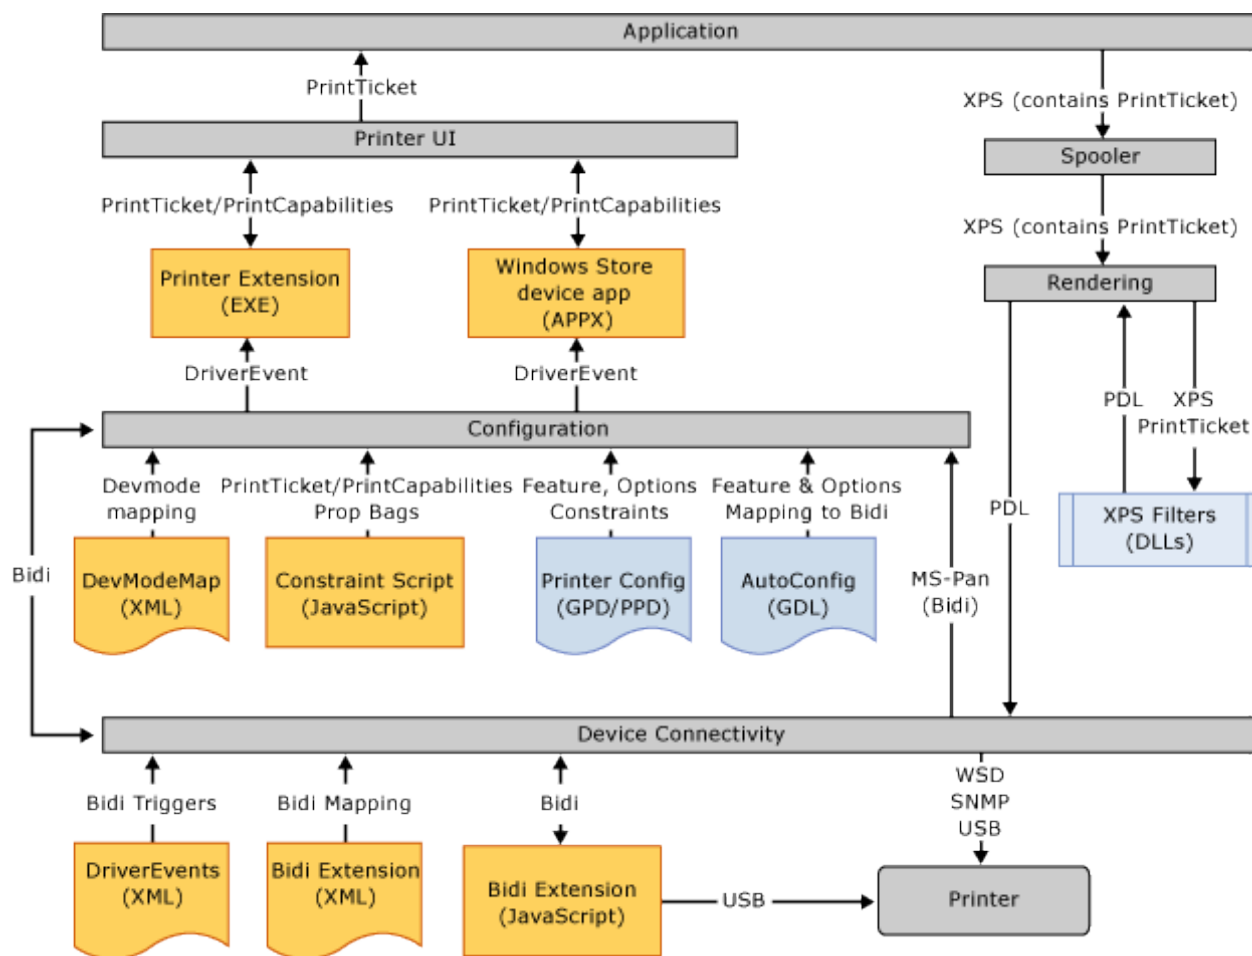 Application
PrintTicket
XPS (contains PrintTicket)
Printer UI
Spooler
PrintTicket/PrintCapabilities
PrintTicket/PrintCapabilities
XPS (contains PrintTicket)
Printer Extension
(EXE)
Windows Store
device app
(APPX)
Rendering
DriverEvent
DriverEvent
PDL
XPS
PrintTicket
Configuration
Devmode
mapping
PrintTicket/PrintCapabilities
Prop Bags
Feature, Options
Constraints
Feature & Options
Mapping to Bidi
PDL
XPS Filters
(DLLs)
Bidi
DevModeMap
(XML)
Constraint Script
(JavaScript)
Printer Config
(GPD/PPD)
AutoConfig
(GDL)
MS-Pan
(Bidi)
Device Connectivity
Bidi Triggers
Bidi Mapping
Bidi
WSD
SNMP
USB
DriverEvents
(XML)
Bidi Extension
(XML)
Bidi Extension
(JavaScript)
USB
Printer